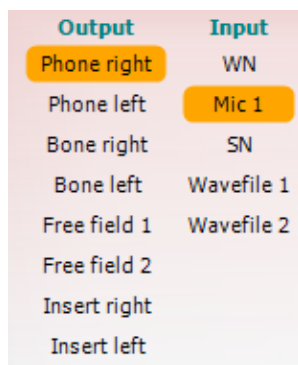 Output Input
Phone right WN
Phone left Mic 1
Bone right SN
Bone left Wavefile 1
Free field 1 Wavefile 2
Free field 2
Insert right
Insert left